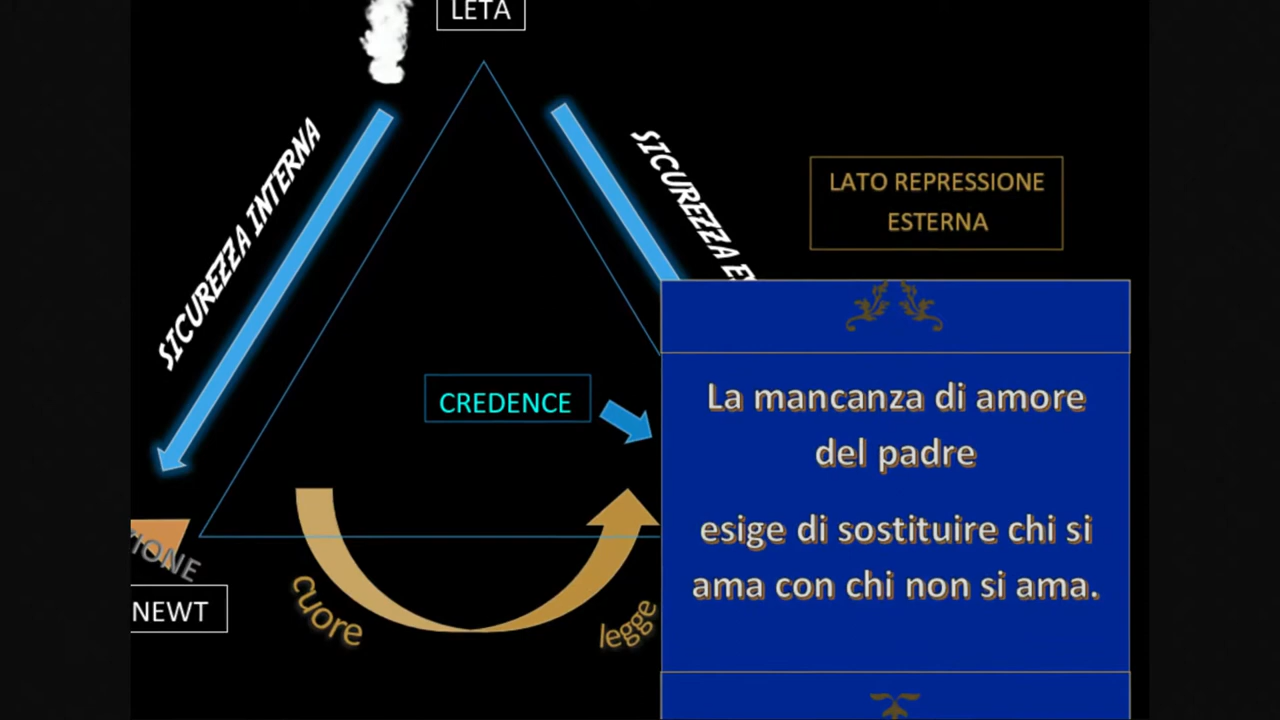 LETA
SICUREZZA INTERNA
SICUREZZA
LATO REPRESSIONE
ESTERNA
CREDENCE
La mancanza di amore
del padre
esige di sostituire chi si
ama con chi non si ama.
NEWT
cuore
legge